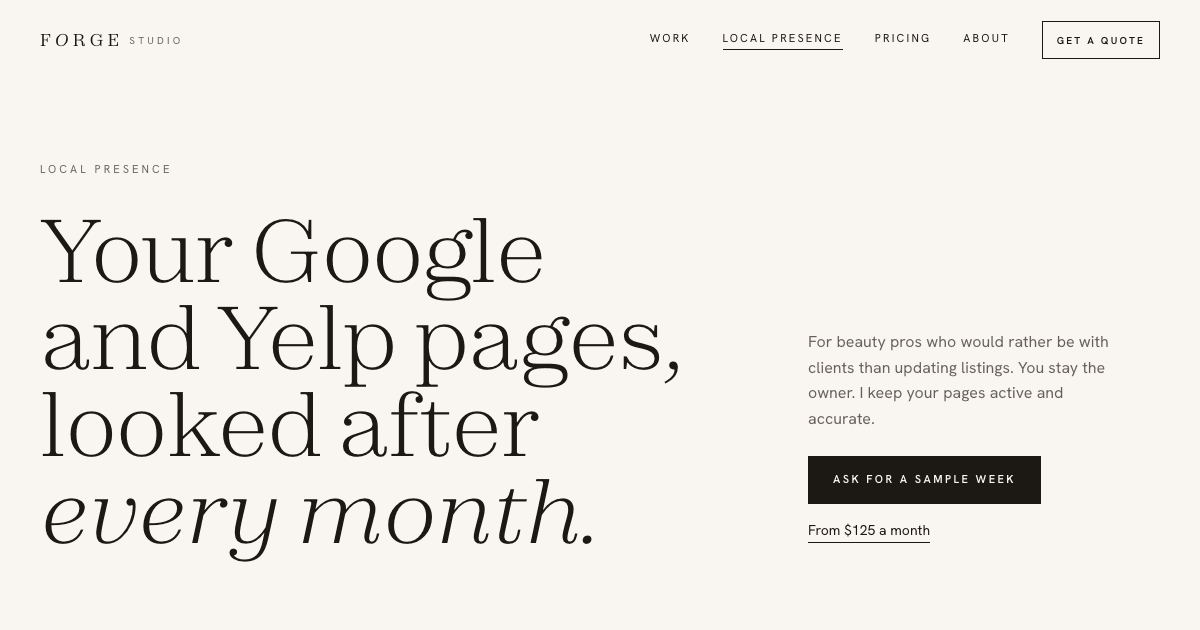 FORGE STUDIO
WORK
LOCAL PRESENCE
PRICING
ABOUT
GET A QUOTE
LOCAL PRESENCE
Your Google
and Yelp pages,
looked after
every month.
For beauty pros who would rather be with
clients than updating listings. You stay the
owner. I keep your pages active and
accurate.
ASK FOR A SAMPLE WEEK
From $125 a month